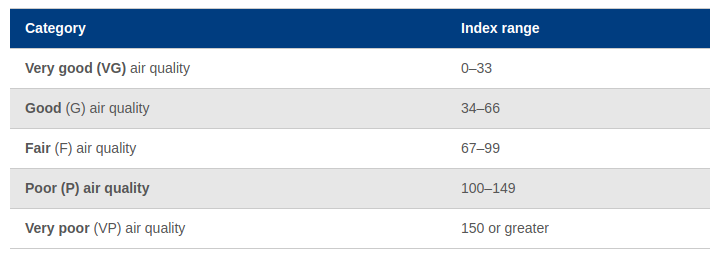 Category Index range
Very good (VG) air quality 0–33
Good (G) air quality 34–66
Fair (F) air quality 67–99
Poor (P) air quality 100–149
Very poor (VP) air quality 150 or greater